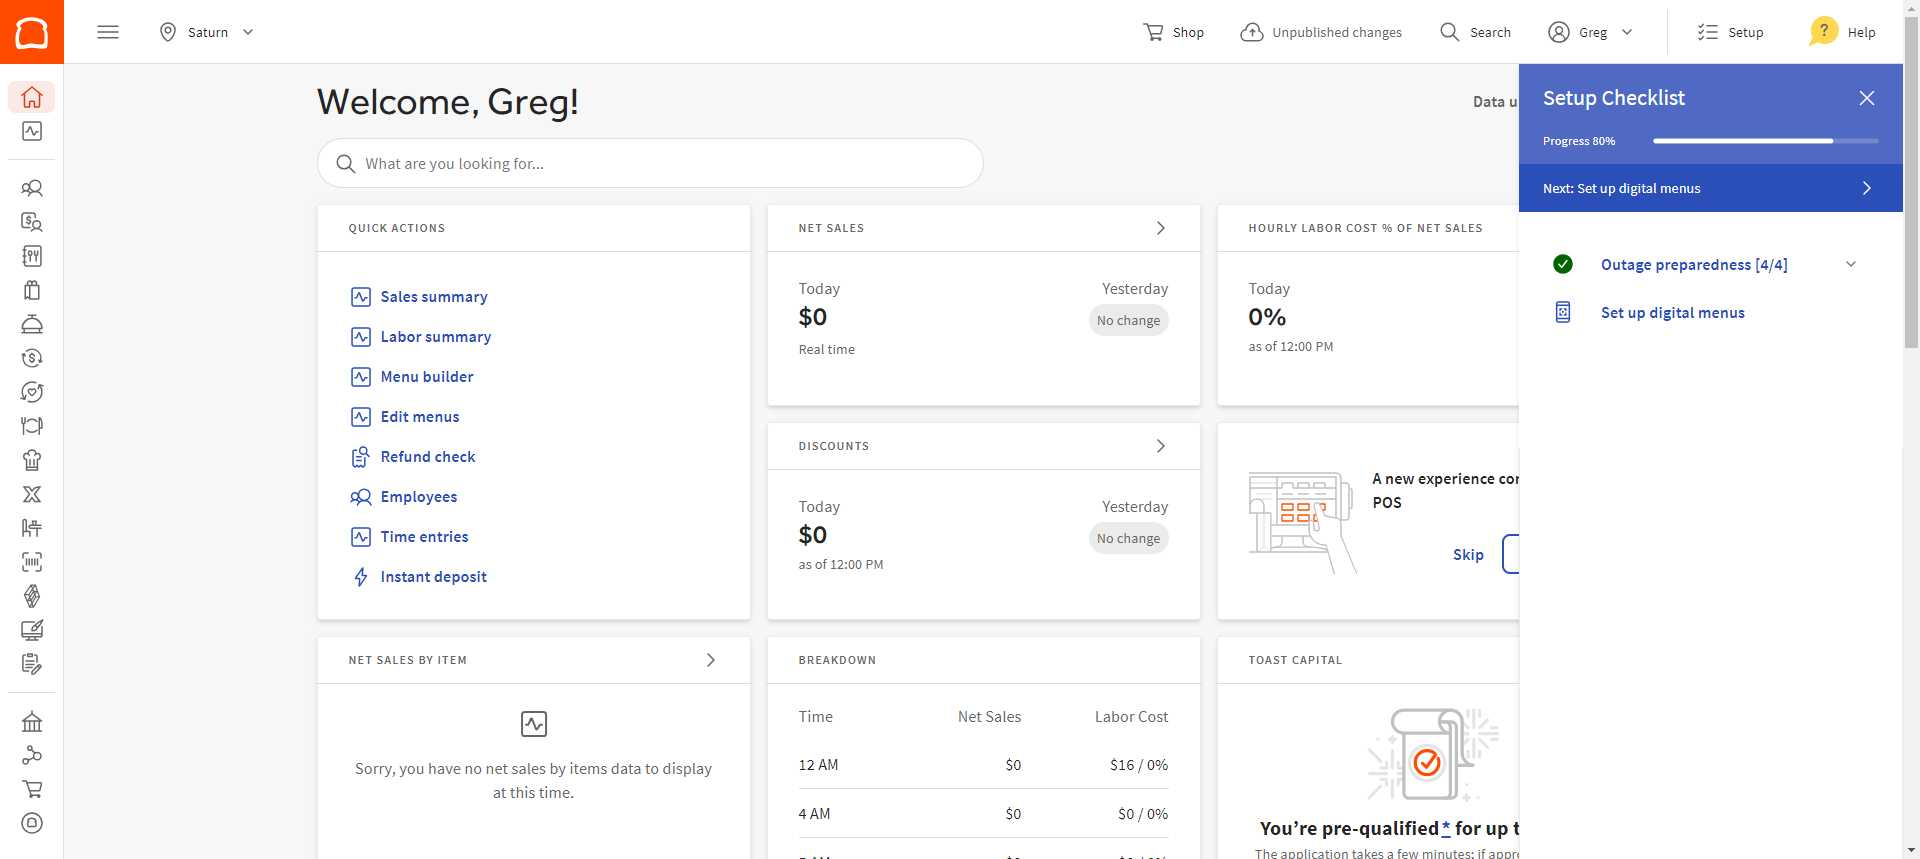 Saturn
Shop
Unpublished changes
Search
Greg
Setup
? Help
Welcome, Greg!
Data u
What are you looking for...
Setup Checklist
Progress 80%
Next: Set up digital menus
Outage preparedness [4/4]
Set up digital menus
QUICK ACTIONS
Sales summary
Labor summary
Menu builder
Edit menus
Refund check
Employees
Time entries
Instant deposit
NET SALES
Today
$0
Real time
Yesterday
No change
HOURLY LABOR COST % OF NET SALES
Today
0%
as of 12:00 PM
DISCOUNTS
Today
$0
as of 12:00 PM
Yesterday
No change
A new experience cor
POS
Skip
NET SALES BY ITEM
Sorry, you have no net sales by items data to display
at this time.
BREAKDOWN
Time Net Sales Labor Cost
12 AM $0 $16 / 0%
4 AM $0 $0 / 0%
TOAST CAPITAL
You're pre-qualified* for up t
The application takes a few minutes; if appr